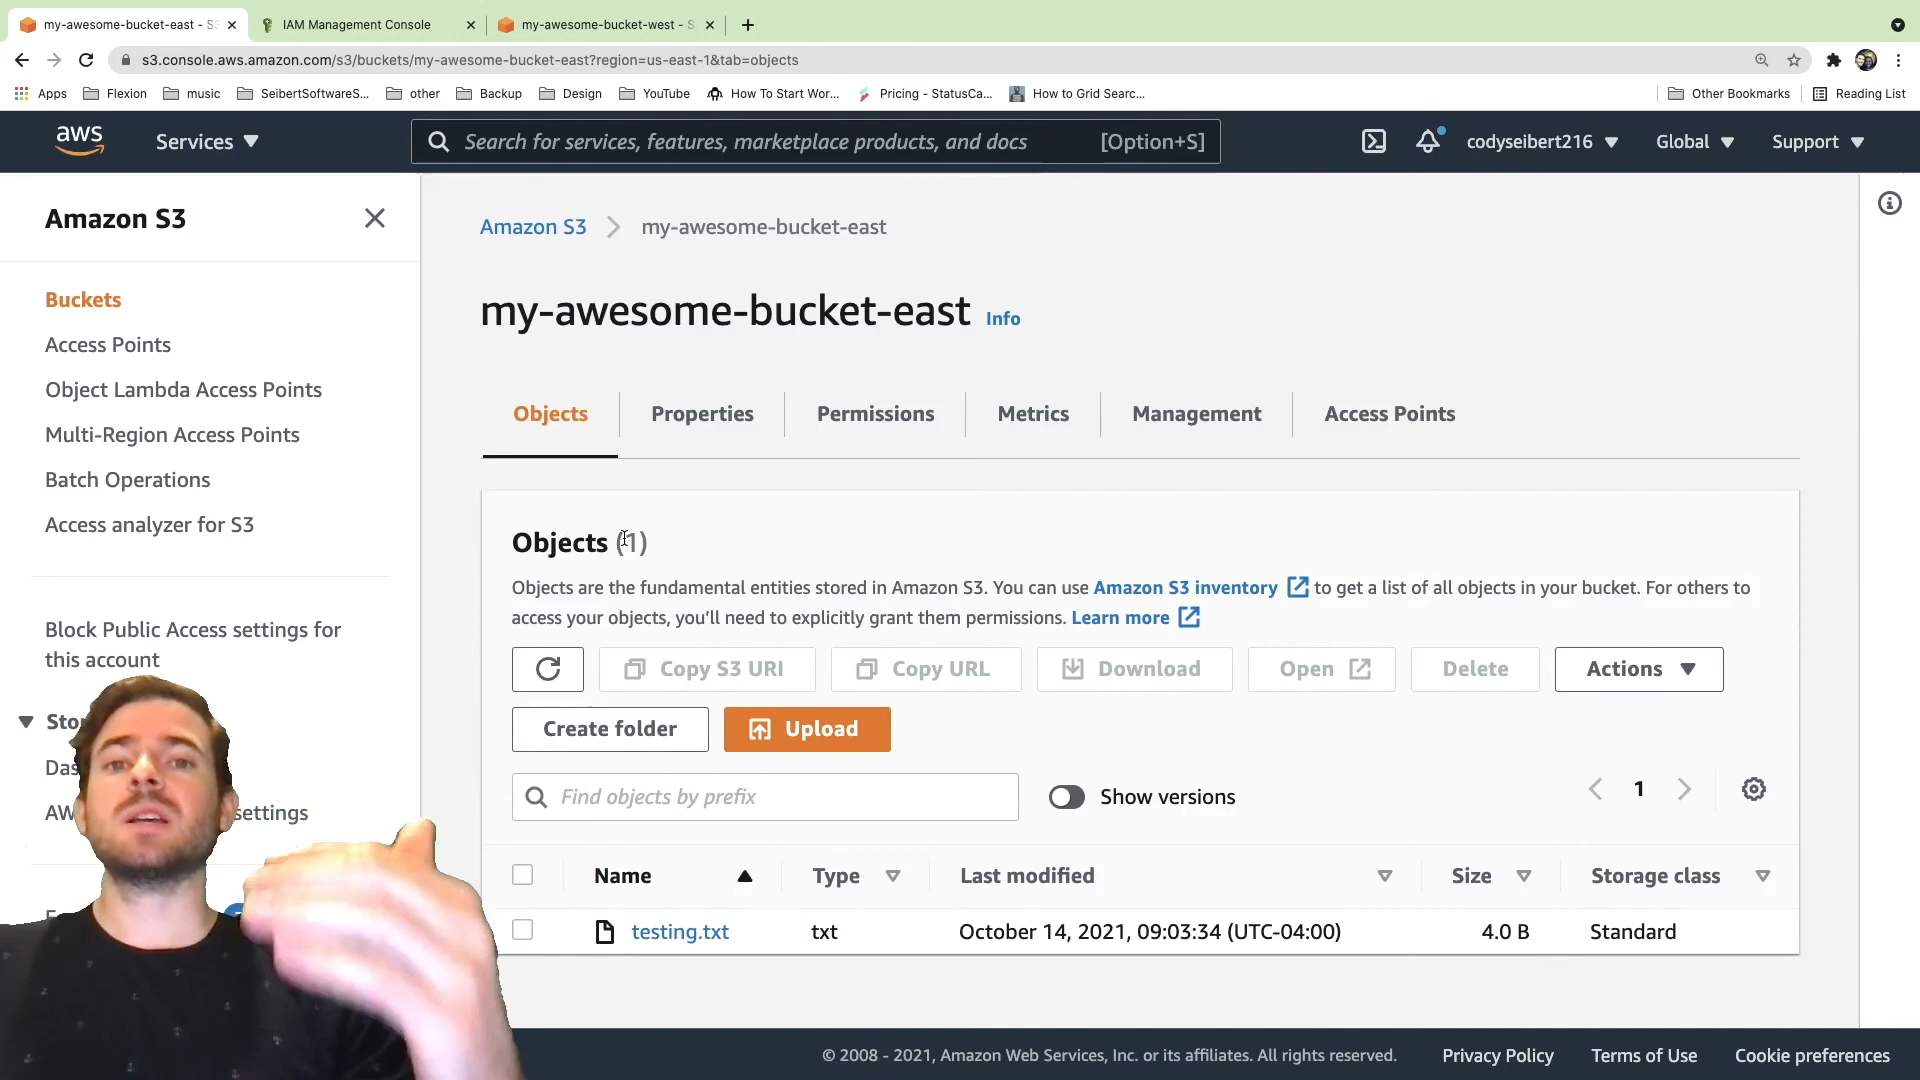 my-awesome-bucket-east - S3
IAM Management Console
my-awesome-bucket-west - S
s3.console.aws.amazon.com/s3/buckets/my-awesome-bucket-east?region=us-east-1&tab=objects
Apps
Flexion
music
SeibertSoftwareS...
other
Backup
Design
YouTube
How To Start Wor...
Pricing - StatusCa...
How to Grid Searc...
Other Bookmarks
Reading List
aws
Services
Search for services, features, marketplace products, and docs
[Option+S]
codyseibert216
Global
Support
Amazon S3
Buckets
Access Points
Object Lambda Access Points
Multi-Region Access Points
Batch Operations
Access analyzer for S3
Block Public Access settings for
this account
Sto
Das
AW settings
Amazon S3
my-awesome-bucket-east
my-awesome-bucket-east
Info
Objects
Properties
Permissions
Metrics
Management
Access Points
Objects (1)
Objects are the fundamental entities stored in Amazon S3. You can use Amazon S3 inventory to get a list of all objects in your bucket. For others to
access your objects, you’ll need to explicitly grant them permissions. Learn more
Copy S3 URI
Copy URL
Download
Open
Delete
Actions
Create folder
Upload
Find objects by prefix
Show versions
1
Name
Type
Last modified
Size
Storage class
testing.txt
txt
October 14, 2021, 09:03:34 (UTC-04:00)
4.0 B
Standard
© 2008 - 2021, Amazon Web Services, Inc. or its affiliates. All rights reserved.
Privacy Policy
Terms of Use
Cookie preferences